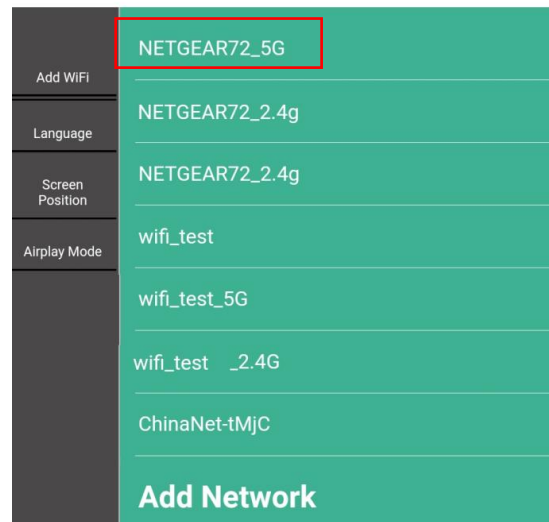 Add WiFi
Language
Screen
Position
Airplay Mode
NETGEAR72_5G
NETGEAR72_2.4g
NETGEAR72_2.4g
wifi_test
wifi_test_5G
wifi_test _2.4G
ChinaNet-tMjC
Add Network